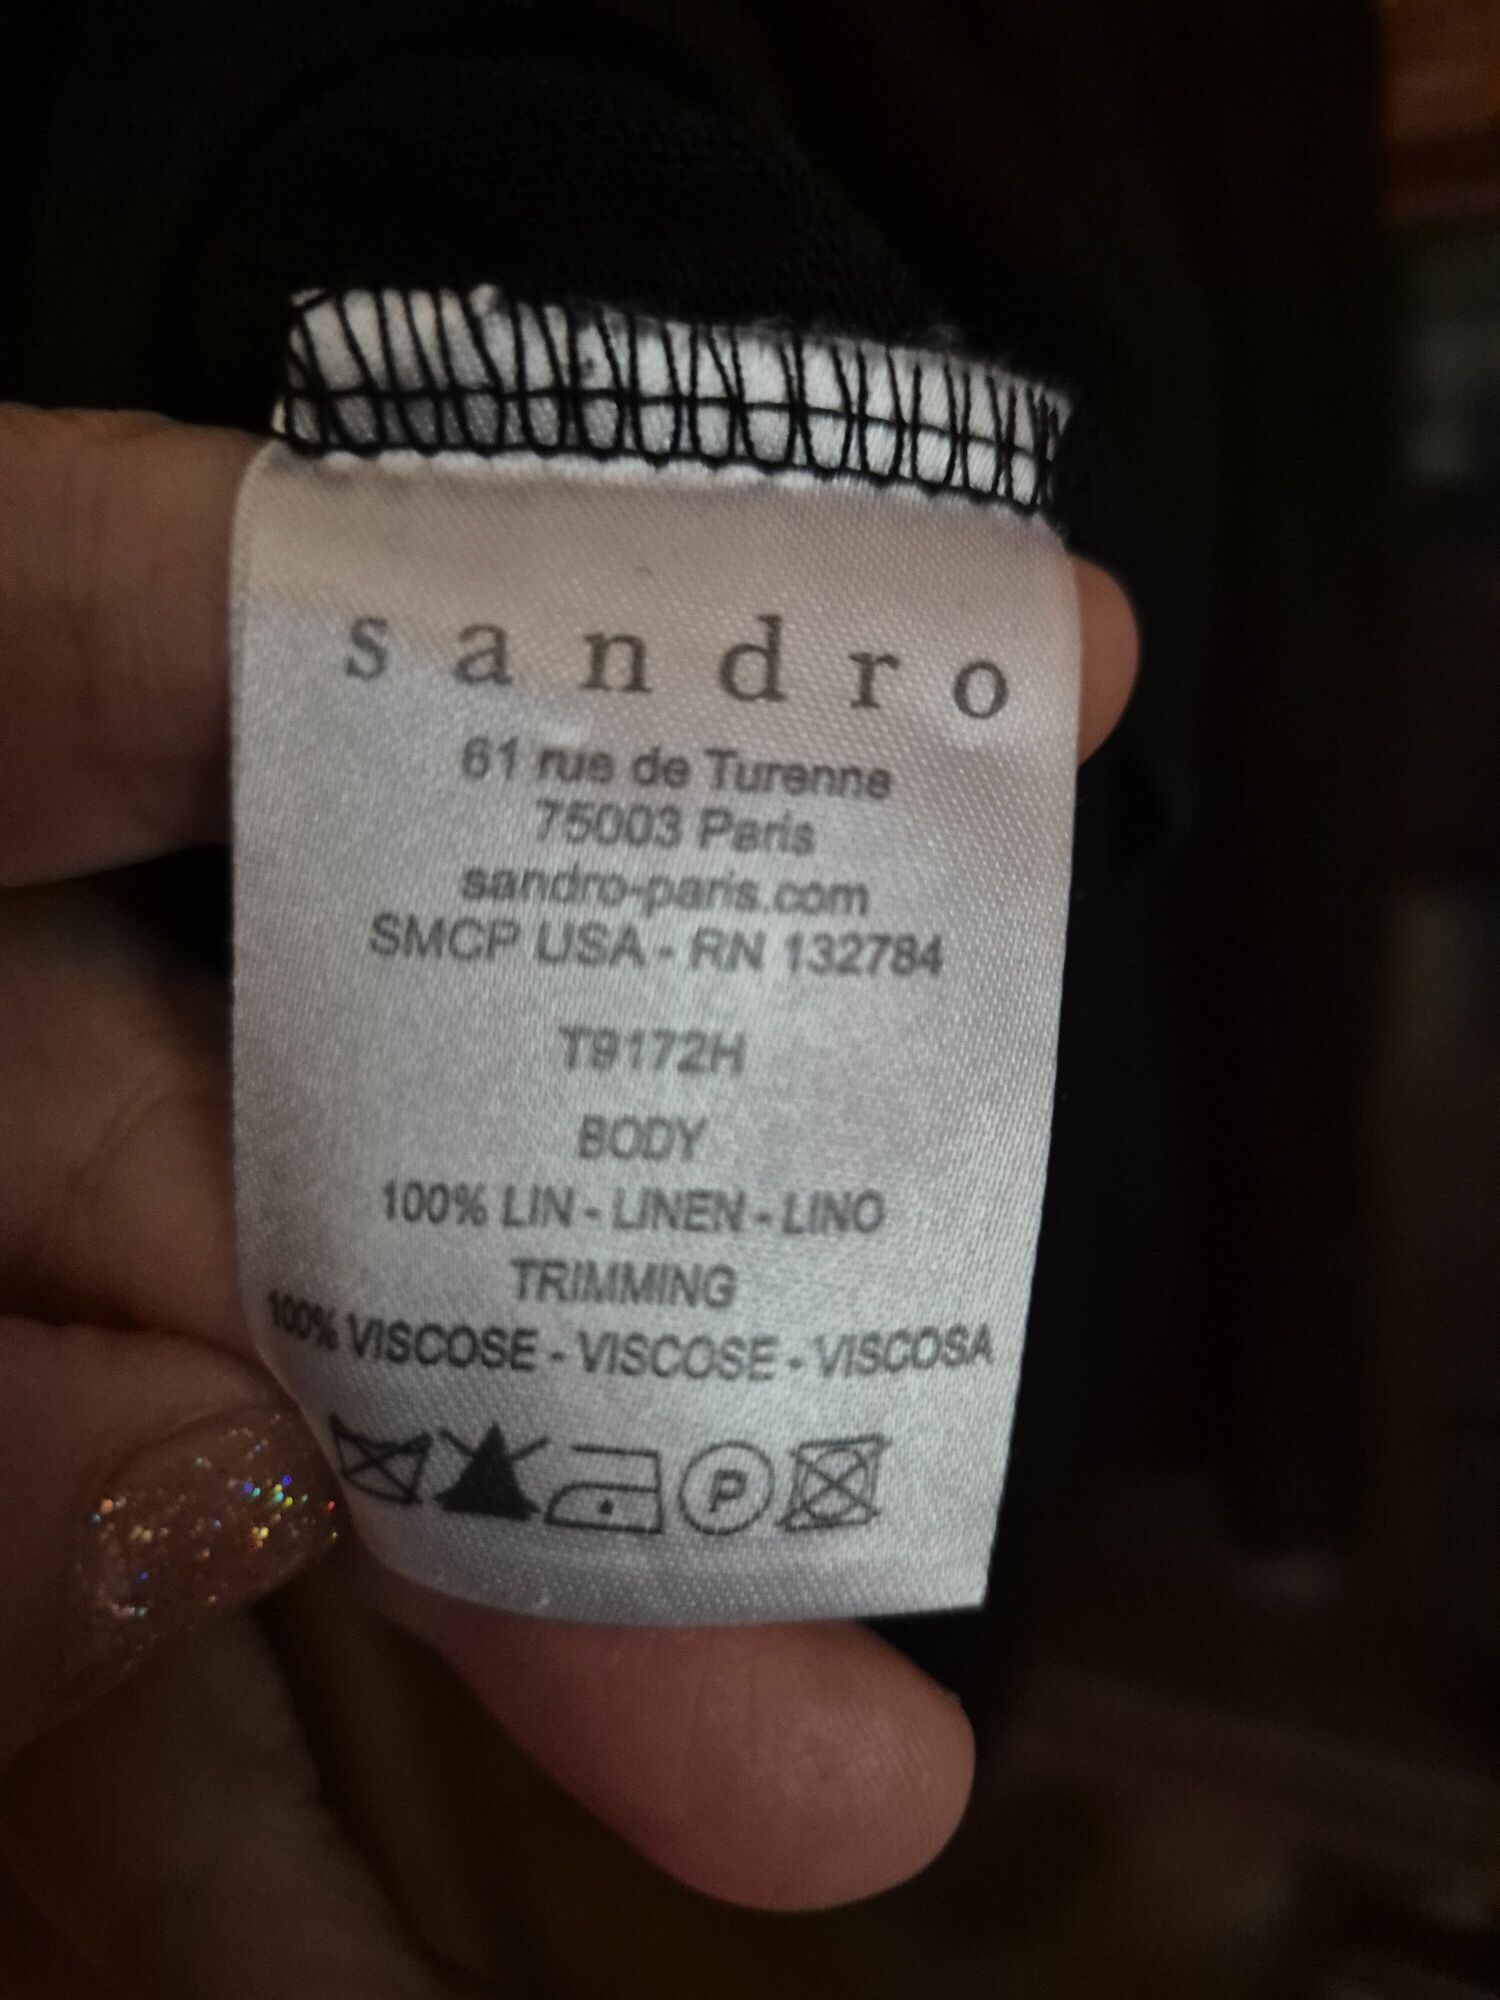 sandro
61 rue de Turenne
75003 Paris
sandro-paris.com
SMCP USA - RN 132784
T9172H
BODY
100% LIN - LINEN - LINO
TRIMMING
100% VISCOSE - VISCOSE - VISCOSA
P